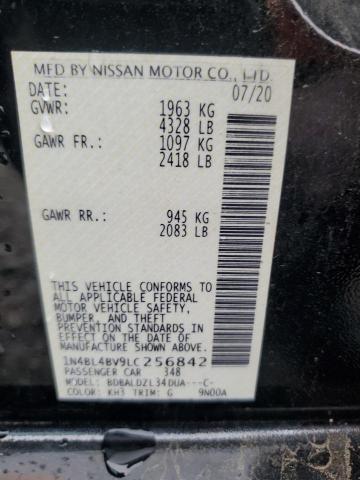 MFD BY NISSAN MOTOR CO., LTD.
DATE: 07/20
GVWR: 1963 KG
4328 LB
GAWR FR.: 1097 KG
2418 LB
GAWR RR.: 945 KG
2083 LB
THIS VEHICLE CONFORMS TO
ALL APPLICABLE FEDERAL
MOTOR VEHICLE SAFETY,
BUMPER, AND THEFT
PREVENTION STANDARDS IN
EFFECT ON THE DATE OF
MANUFACTURE SHOWN ABOVE.
1N4BL4BV9LC256842
PASSENGER CAR 348
MODEL: BDBALDZL34DUA---C-
COLOR: KH3 TRIM: G 9N00A